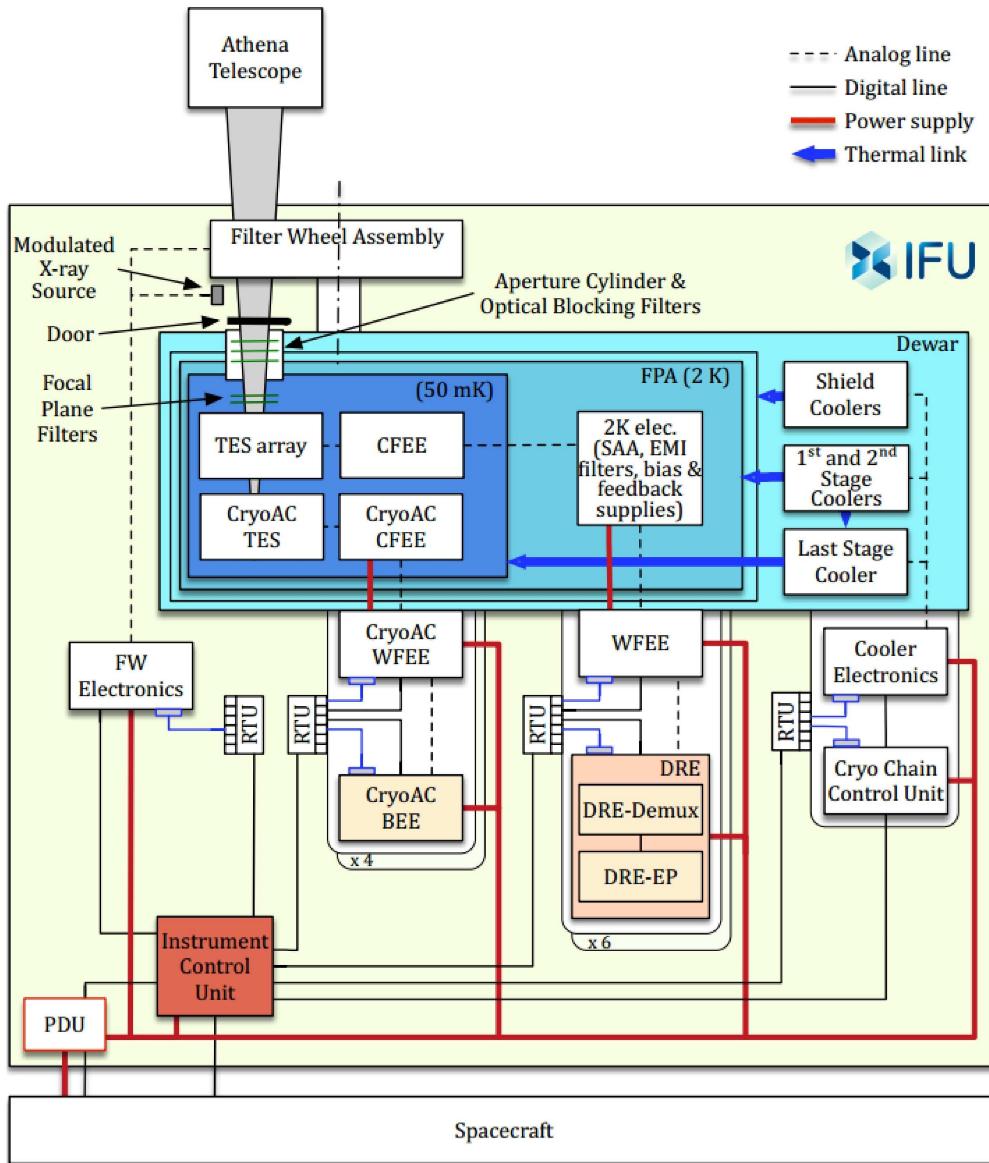 Athena
Telescope
Analog line
Digital line
Power supply
Thermal link
Filter Wheel Assembly
IFU
Modulated
X-ray
Source
Aperture Cylinder &
Optical Blocking Filters
Door
Dewar
FPA (2 K)
(50 mK)
Focal
Plane
Filters
Shield
Coolers
TES array
CFEE
2K elec.
(SAA, EMI
filters, bias &
feedback
supplies)
1st and 2nd
Stage
Coolers
CryoAC
TES
CryoAC
CFEE
Last Stage
Cooler
FW
Electronics
CryoAC
WFEE
WFEE
Cooler
Electronics
RTU
RTU
RTU
RTU
CryoAC
BEE
DRE
DRE-Demux
DRE-EP
Cryo Chain
Control Unit
x 4
x 6
Instrument
Control
Unit
PDU
Spacecraft